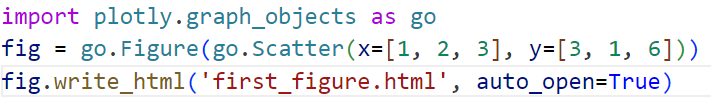 import plotly.graph_objects as go
fig = go.Figure(go.Scatter(x=[1, 2, 3], y=[3, 1, 6]))
fig.write_html('first_figure.html', auto_open=True)